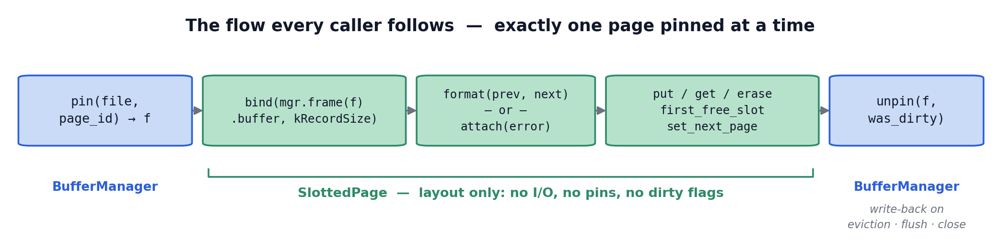 The flow every caller follows — exactly one page pinned at a time
pin(file,
page_id) → f
bind(mgr.frame(f)
.buffer, kRecordSize)
format(prev, next)
— or —
attach(error)
put / get / erase
first_free_slot
set_next_page
unpin(f,
was_dirty)
BufferManager
SlottedPage — layout only: no I/O, no pins, no dirty flags
BufferManager
write-back on
eviction · flush · close